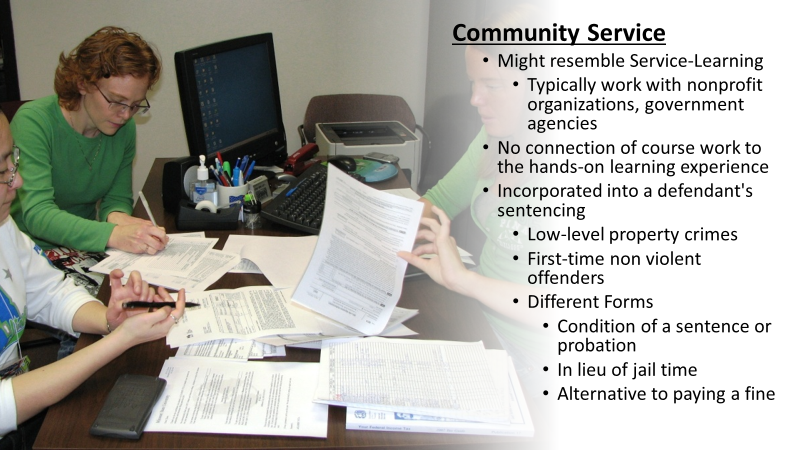 Community Service
• Might resemble Service-Learning
• Typically work with nonprofit
organizations, government
agencies
• No connection of course work to
the hands-on learning experience
• Incorporated into a defendant's
sentencing
• Low-level property crimes
• First-time non violent
offenders
• Different Forms
• Condition of a sentence or
probation
• In lieu of jail time
• Alternative to paying a fine